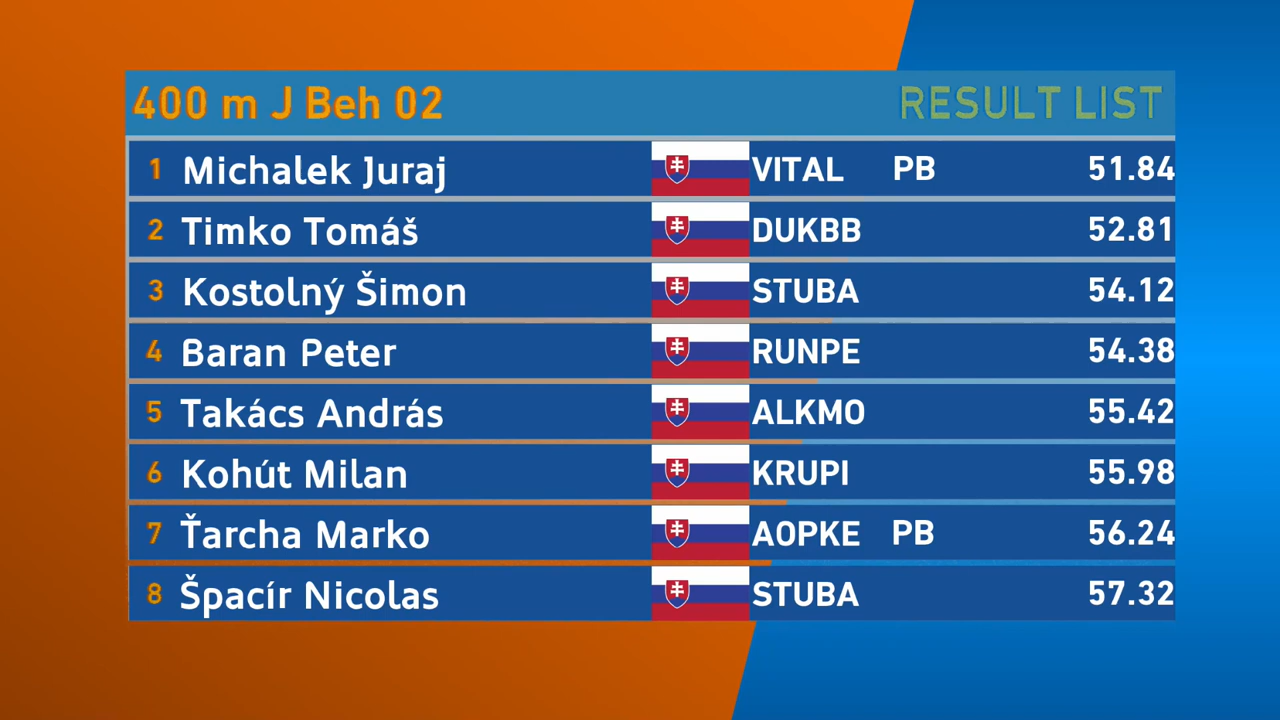 400 m J Beh 02 RESULT LIST
1 Michalek Juraj VITAL PB 51.84
2 Timko Tomáš DUKBB 52.81
3 Kostolný Šimon STUBA 54.12
4 Baran Peter RUNPE 54.38
5 Takács András ALKMO 55.42
6 Kohút Milan KRUPI 55.98
7 Ťarcha Marko AOPKE PB 56.24
8 Špacír Nicolas STUBA 57.32